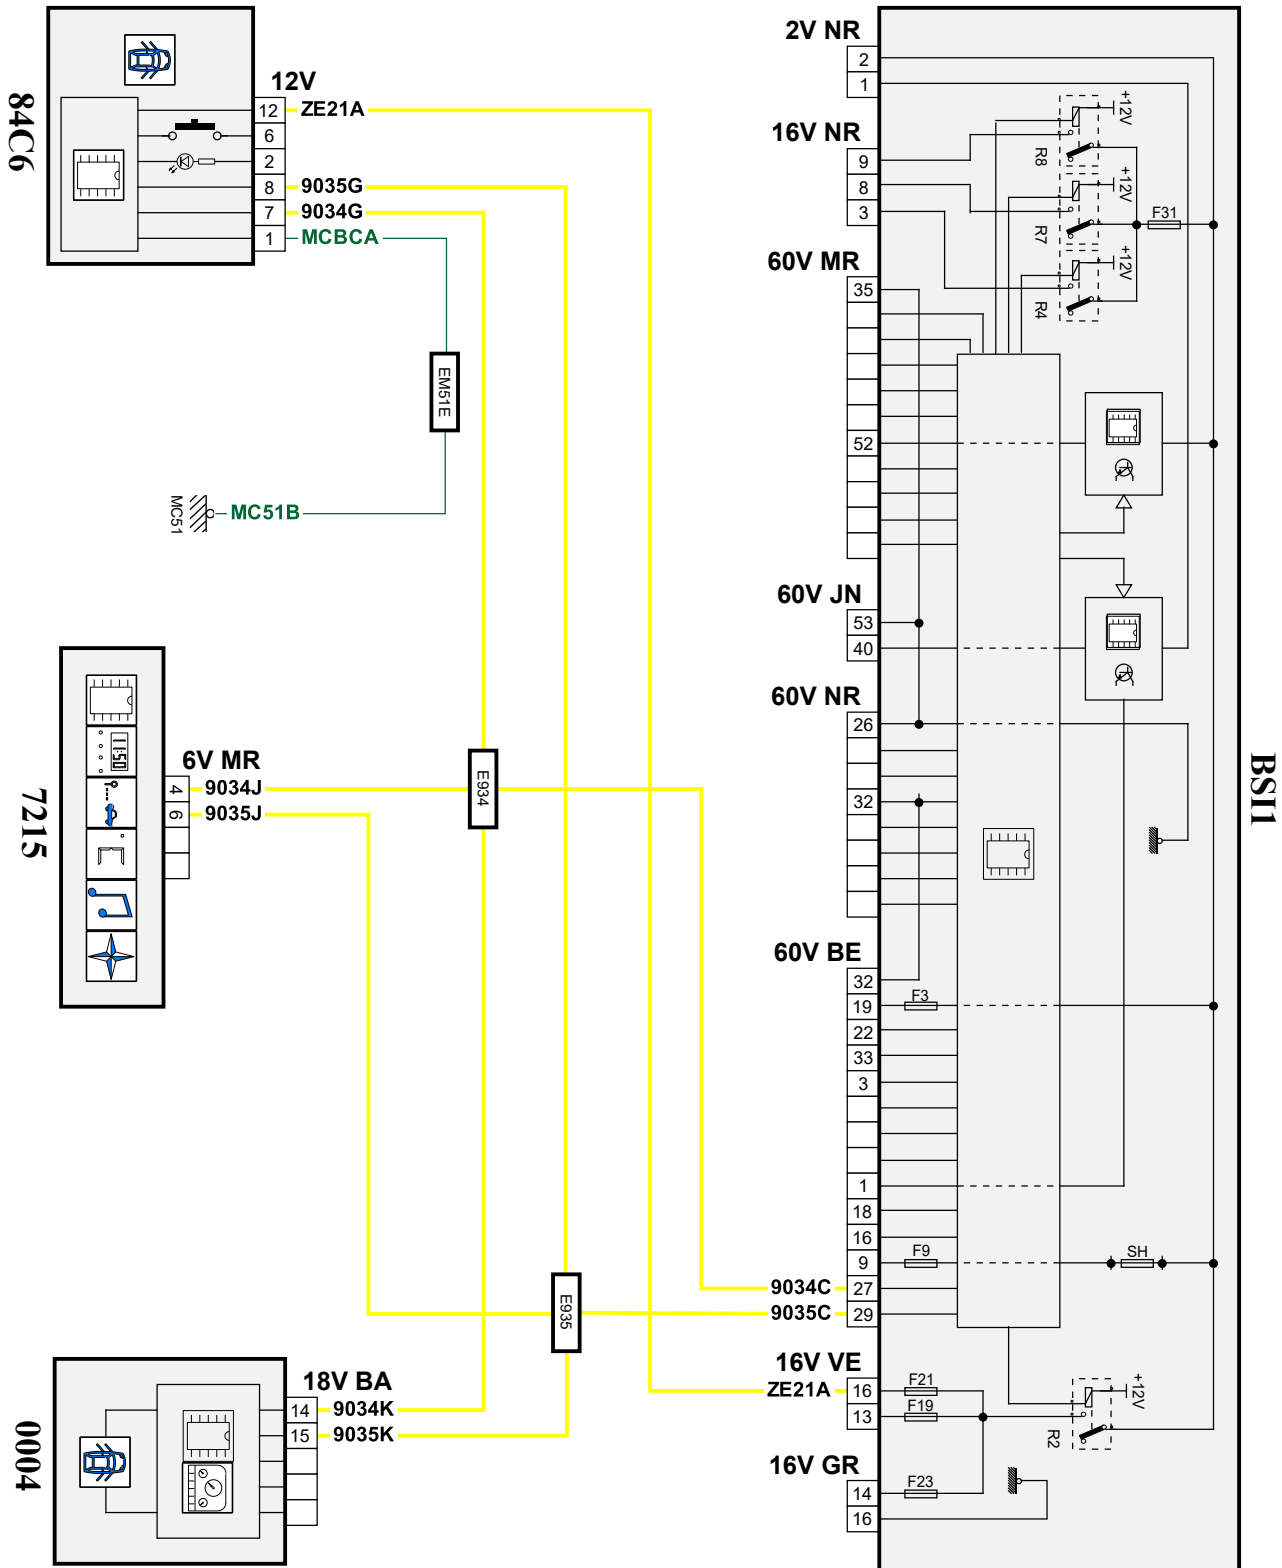 84C6
12V
12 ZE21A
6
2
8 9035G
7 9034G
1 MCBCA
EM51E
MC51
MC51B
7215
11:50
6V MR
4 9034J
6 9035J
E934
E935
0004
18V BA
14 9034K
15 9035K
BSI1
2V NR
2
1
16V NR
9
8
3
+12V
R8
+12V
R7
F31
+12V
R4
60V MR
35
52
60V JN
53
40
60V NR
26
32
60V BE
32
19 F3
22
33
3
1
18
16
9 F9 SH
9034C 27
9035C 29
16V VE
ZE21A 16 F21
13 F19
+12V
R2
16V GR
14 F23
16